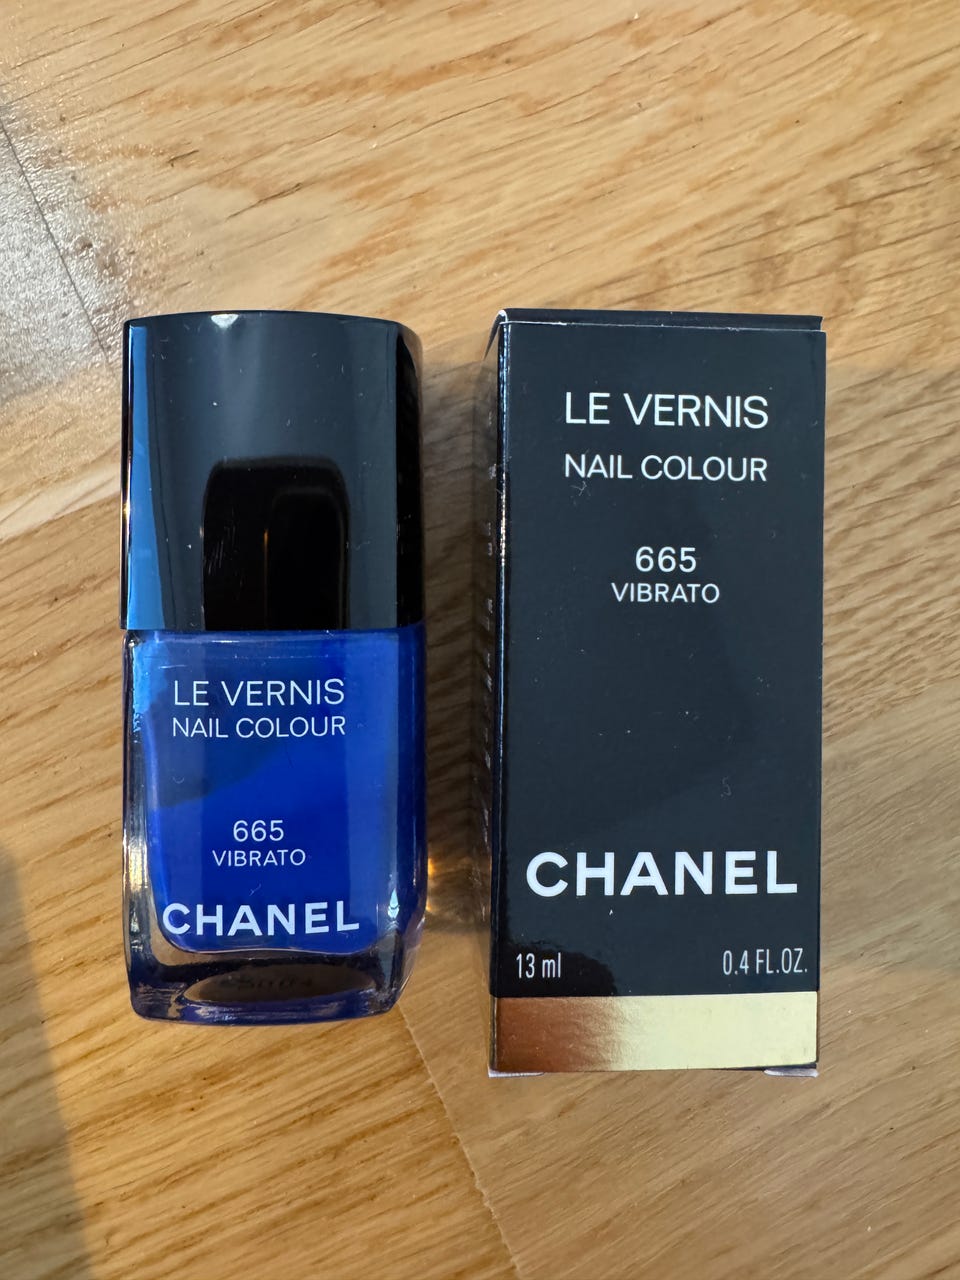 LE VERNIS
NAIL COLOUR
665
VIBRATO
CHANEL
LE VERNIS
NAIL COLOUR
665
VIBRATO
CHANEL
13 ml
0.4 FL.OZ.